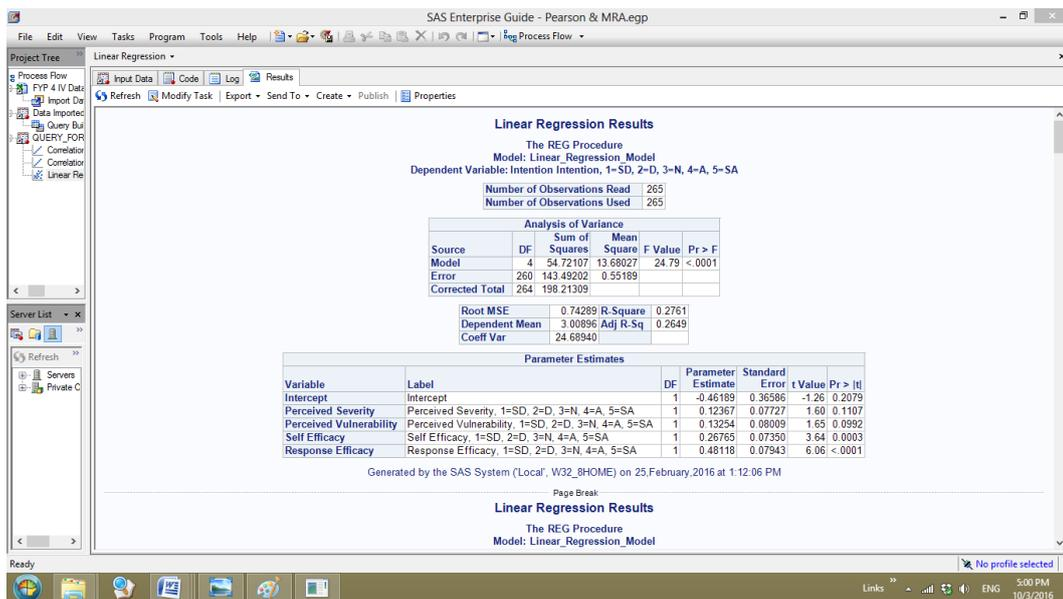 SAS Enterprise Guide - Pearson & MRA.egp
File Edit View Tasks Program Tools Help Process Flow
Project Tree
Linear Regression
Process Flow
FYP 4 IV Data
Import Da
Data Imported
Query Bui
QUERY_FOR
Correlation
Correlation
Linear Re
Input Data Code Log Results
Refresh Modify Task Export Send To Create Publish Properties
Linear Regression Results
The REG Procedure
Model: Linear_Regression_Model
Dependent Variable: Intention Intention, 1=SD, 2=D, 3=N, 4=A, 5=SA
Number of Observations Read 265
Number of Observations Used 265
Analysis of Variance
Source DF Sum of Squares Mean Square F Value Pr > F
Model 4 54.72107 13.68027 24.79 <.0001
Error 260 143.49202 0.55189
Corrected Total 264 198.21309
Root MSE 0.74289 R-Square 0.2761
Dependent Mean 3.00896 Adj R-Sq 0.2649
Coeff Var 24.68940
Parameter Estimates
Variable Label DF Parameter Estimate Standard Error t Value Pr > |t|
Intercept Intercept 1 -0.46189 0.36586 -1.26 0.2079
Perceived Severity Perceived Severity, 1=SD, 2=D, 3=N, 4=A, 5=SA 1 0.12367 0.07727 1.60 0.1107
Perceived Vulnerability Perceived Vulnerability, 1=SD, 2=D, 3=N, 4=A, 5=SA 1 0.13254 0.08009 1.65 0.0992
Self Efficacy Self Efficacy, 1=SD, 2=D, 3=N, 4=A, 5=SA 1 0.26765 0.07350 3.64 0.0003
Response Efficacy Response Efficacy, 1=SD, 2=D, 3=N, 4=A, 5=SA 1 0.48118 0.07943 6.06 <.0001
Generated by the SAS System ('Local', W32_8HOME) on 25,February,2016 at 1:12:06 PM
Page Break
Linear Regression Results
The REG Procedure
Model: Linear_Regression_Model
Server List
Refresh
Servers
Private C
Ready
No profile selected
Links ENG 5:00 PM
10/3/2016